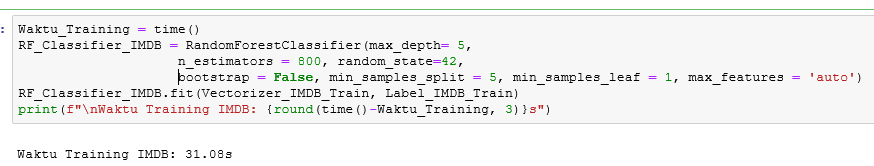 : Waktu_Training = time()
RF_Classifier_IMDB = RandomForestClassifier(max_depth= 5,
n_estimators = 800, random_state=42,
bootstrap = False, min_samples_split = 5, min_samples_leaf = 1, max_features = 'auto')
RF_Classifier_IMDB.fit(Vectorizer_IMDB_Train, Label_IMDB_Train)
print(f"\nWaktu Training IMDB: {round(time()-Waktu_Training, 3)}s")
Waktu Training IMDB: 31.08s